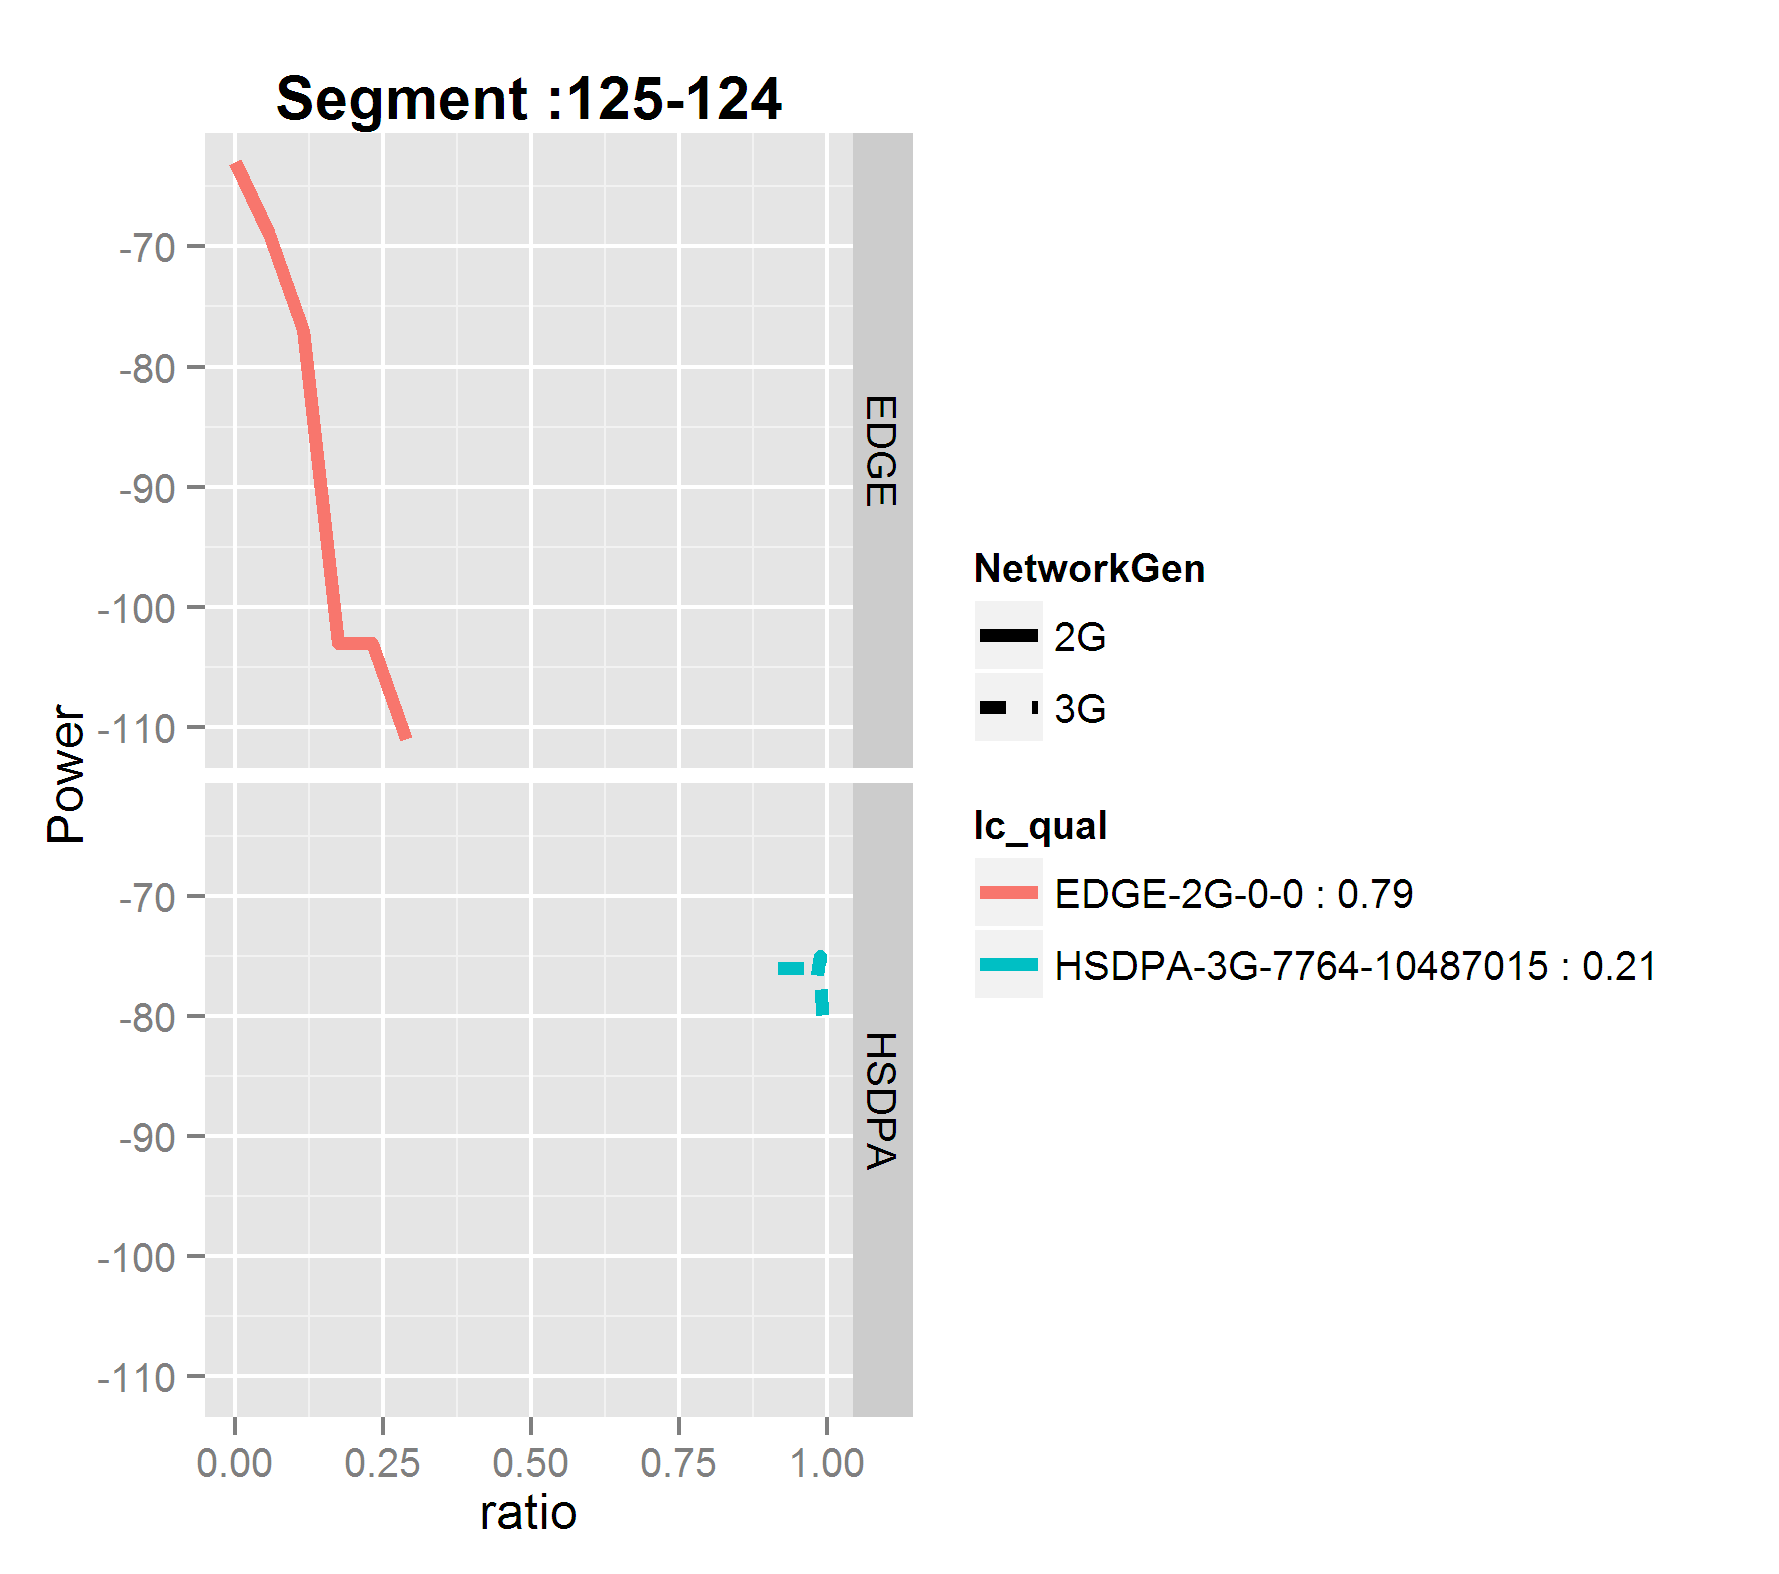 Segment :125-124
-70
-80
-90
-100
-110
EDGE
Power
-70
-80
-90
-100
-110
HSDPA
0.00 0.25 0.50 0.75 1.00
ratio
NetworkGen
2G
3G
lc_qual
EDGE-2G-0-0 : 0.79
HSDPA-3G-7764-10487015 : 0.21